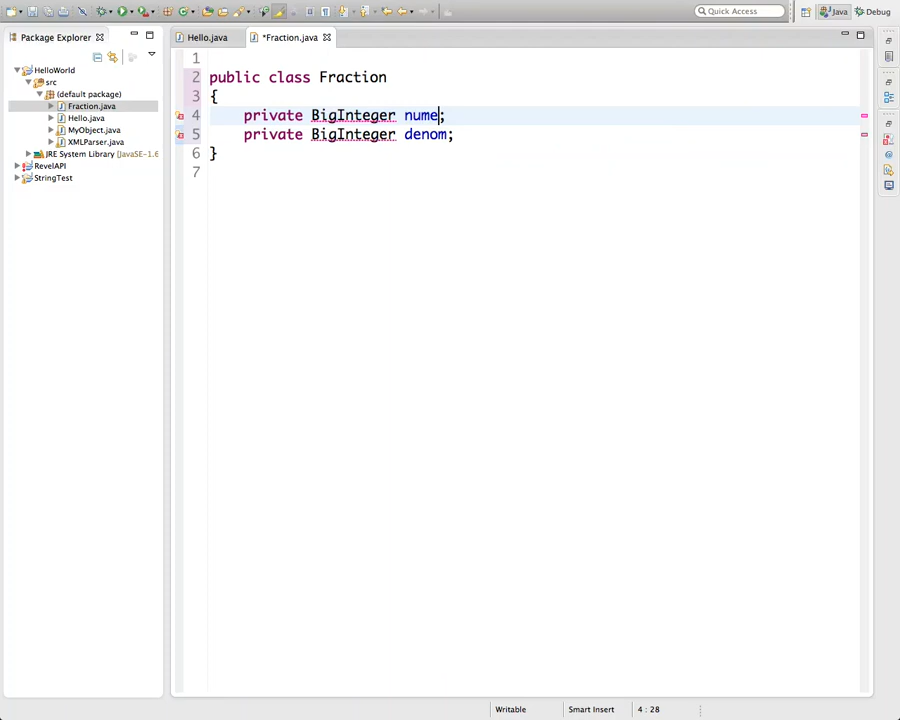 Quick Access
Java
Debug
Package Explorer
Hello.java
*Fraction.java
HelloWorld
src
(default package)
Fraction.java
Hello.java
MyObject.java
XMLParser.java
JRE System Library [JavaSE-1.6
RevelAPI
StringTest
1
2 public class Fraction
3 {
4 private BigInteger nume;
5 private BigInteger denom;
6 }
7
Writable
Smart Insert
4 : 28